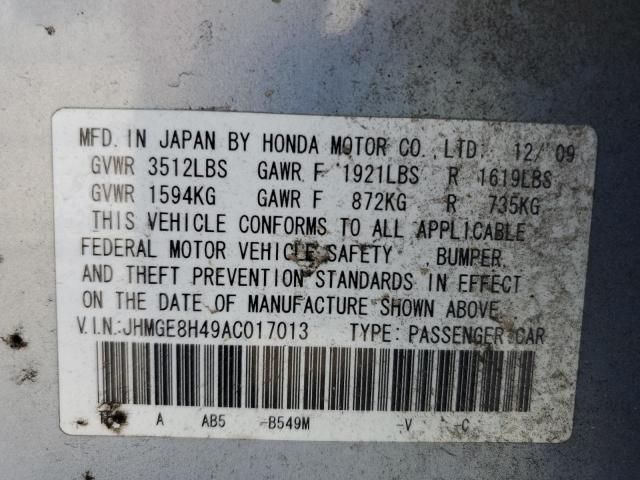 MFD. IN JAPAN BY HONDA MOTOR CO., LTD. 12/'09
GVWR 3512LBS GAWR F 1921LBS R 1619LBS
GVWR 1594KG GAWR F 872KG R 735KG
THIS VEHICLE CONFORMS TO ALL APPLICABLE
FEDERAL MOTOR VEHICLE SAFETY , BUMPER,
AND THEFT PREVENTION STANDARDS IN EFFECT
ON THE DATE OF MANUFACTURE SHOWN ABOVE.
V.I.N.:JHMGE8H49AC017013 TYPE: PASSENGER CAR
A AB5 -B549M -V -C